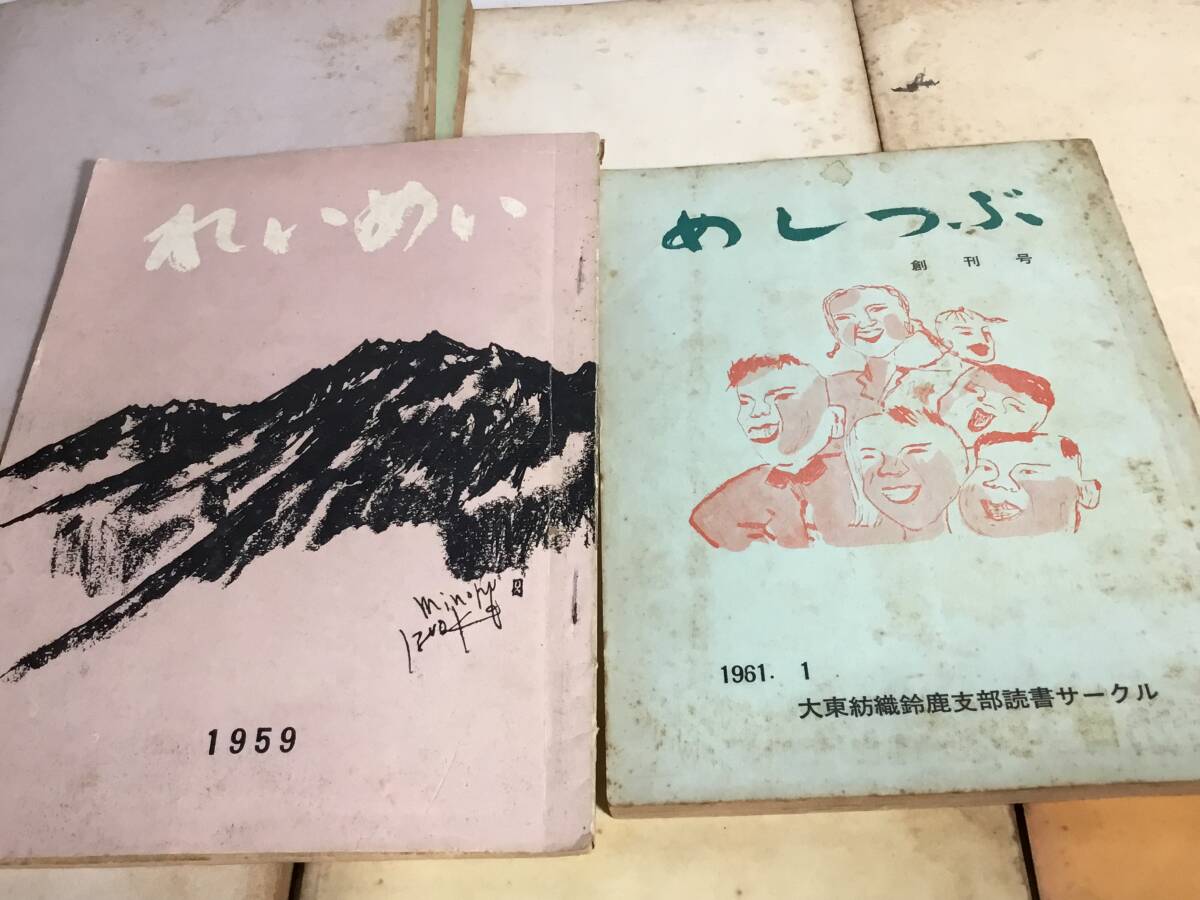 れいめい
minoru
1959
めしつぶ
創刊号
1961. 1
大東紡織鈴鹿支部読書サークル